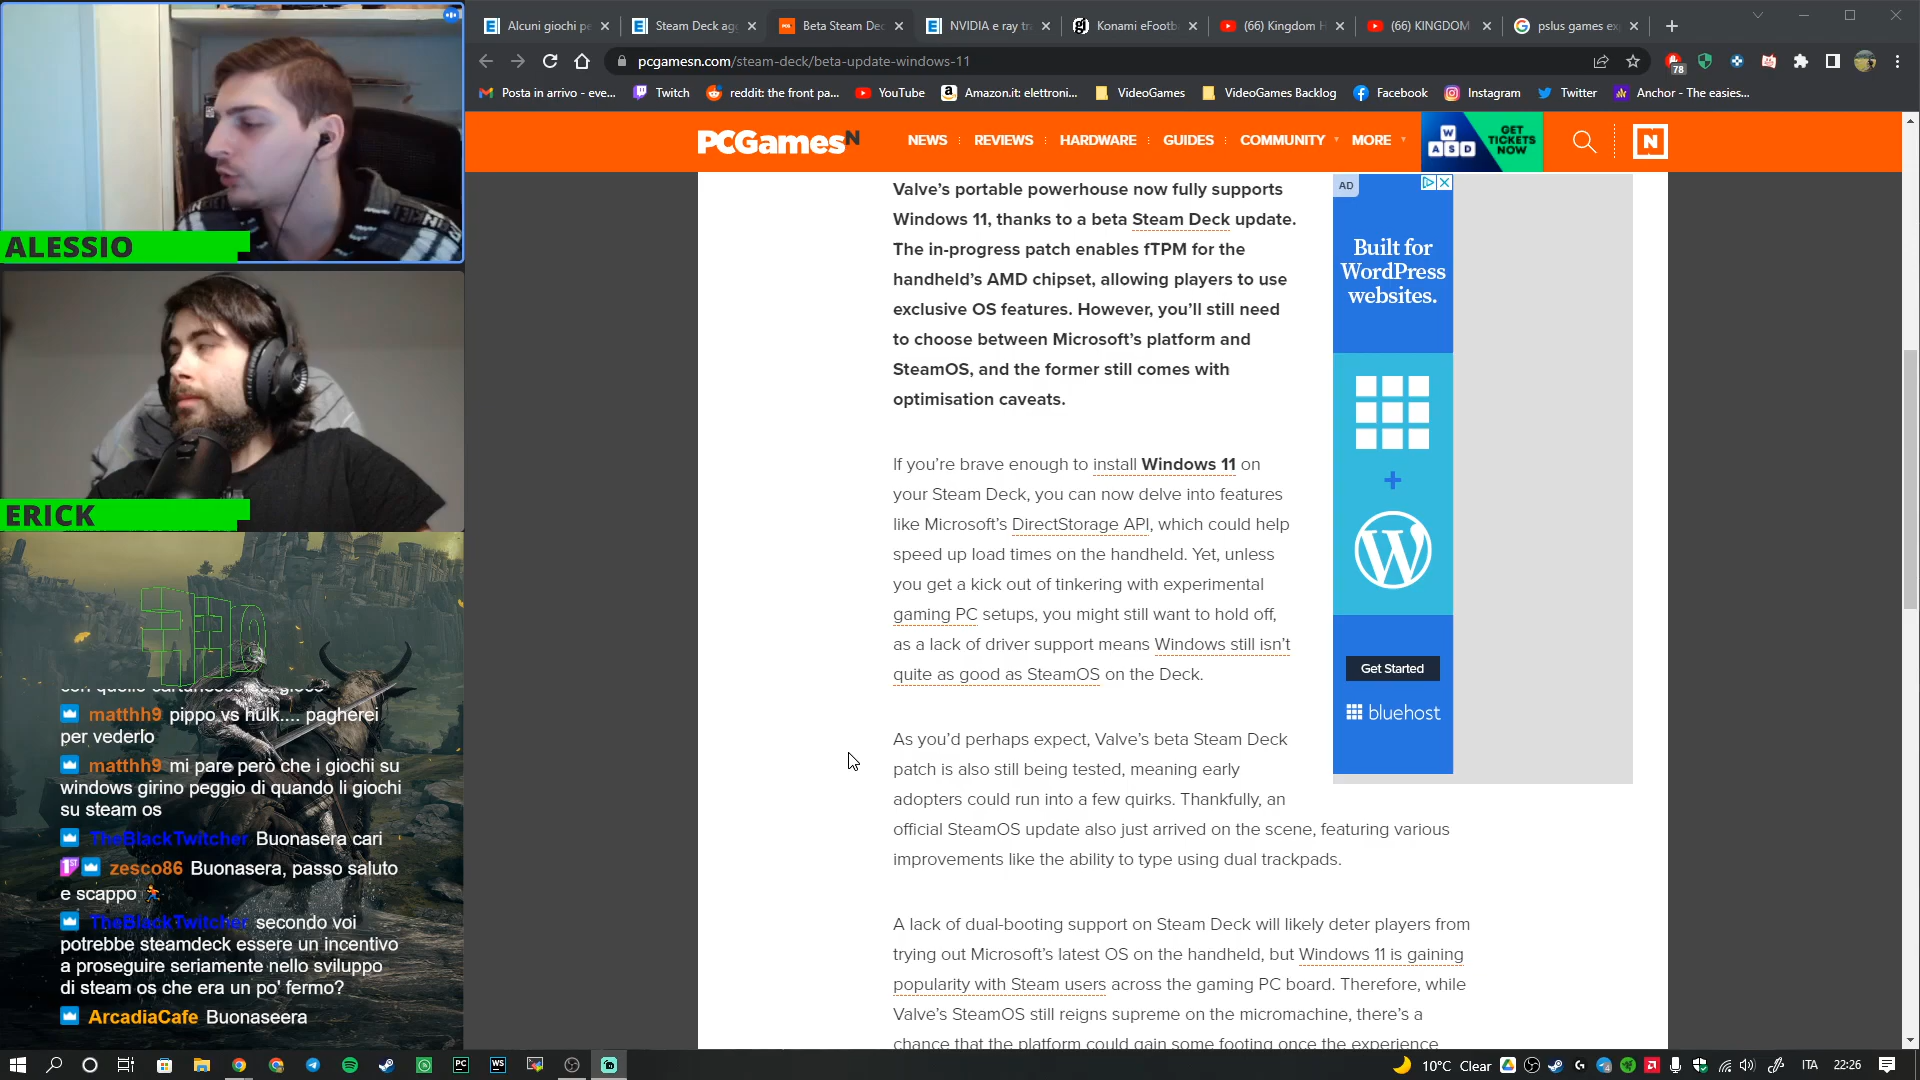 Alcuni giochi pe
Steam Deck agg
Beta Steam Dec
NVIDIA e ray tra
Konami eFootba
(66) Kingdom H
(66) KINGDOM
pslus games ex
pcgamesn.com/steam-deck/beta-update-windows-11
78
Posta in arrivo - eve...
Twitch
reddit: the front pa...
YouTube
Amazon.it: elettroni...
VideoGames
VideoGames Backlog
Facebook
Instagram
Twitter
Anchor - The easies...
PCGamesN
NEWS
REVIEWS
HARDWARE
GUIDES
COMMUNITY
MORE
W
A S D
GET
TICKETS
NOW
N
Valve’s portable powerhouse now fully supports
Windows 11, thanks to a beta Steam Deck update.
The in-progress patch enables fTPM for the
handheld’s AMD chipset, allowing players to use
exclusive OS features. However, you’ll still need
to choose between Microsoft’s platform and
SteamOS, and the former still comes with
optimisation caveats.
If you’re brave enough to install Windows 11 on
your Steam Deck, you can now delve into features
like Microsoft’s DirectStorage API, which could help
speed up load times on the handheld. Yet, unless
you get a kick out of tinkering with experimental
gaming PC setups, you might still want to hold off,
as a lack of driver support means Windows still isn’t
quite as good as SteamOS on the Deck.
As you’d perhaps expect, Valve’s beta Steam Deck
patch is also still being tested, meaning early
adopters could run into a few quirks. Thankfully, an
official SteamOS update also just arrived on the scene, featuring various
improvements like the ability to type using dual trackpads.
A lack of dual-booting support on Steam Deck will likely deter players from
trying out Microsoft’s latest OS on the handheld, but Windows 11 is gaining
popularity with Steam users across the gaming PC board. Therefore, while
Valve’s SteamOS still reigns supreme on the micromachine, there’s a
chance that the platform could gain some footing once the experience
AD
Built for
WordPress
websites.
+
Get Started
bluehost
ALESSIO
ERICK
matthh9 pippo vs hulk.... pagherei
per vederlo
matthh9 mi pare però che i giochi su
windows girino peggio di quando li giochi
su steam os
TheBlackTwitcher Buonasera cari
zesco86 Buonasera, passo saluto
e scappo
TheBlackTwitcher secondo voi
potrebbe steamdeck essere un incentivo
a proseguire seriamente nello sviluppo
di steam os che era un po' fermo?
ArcadiaCafe Buonaseera
10°C Clear
ITA
22:26